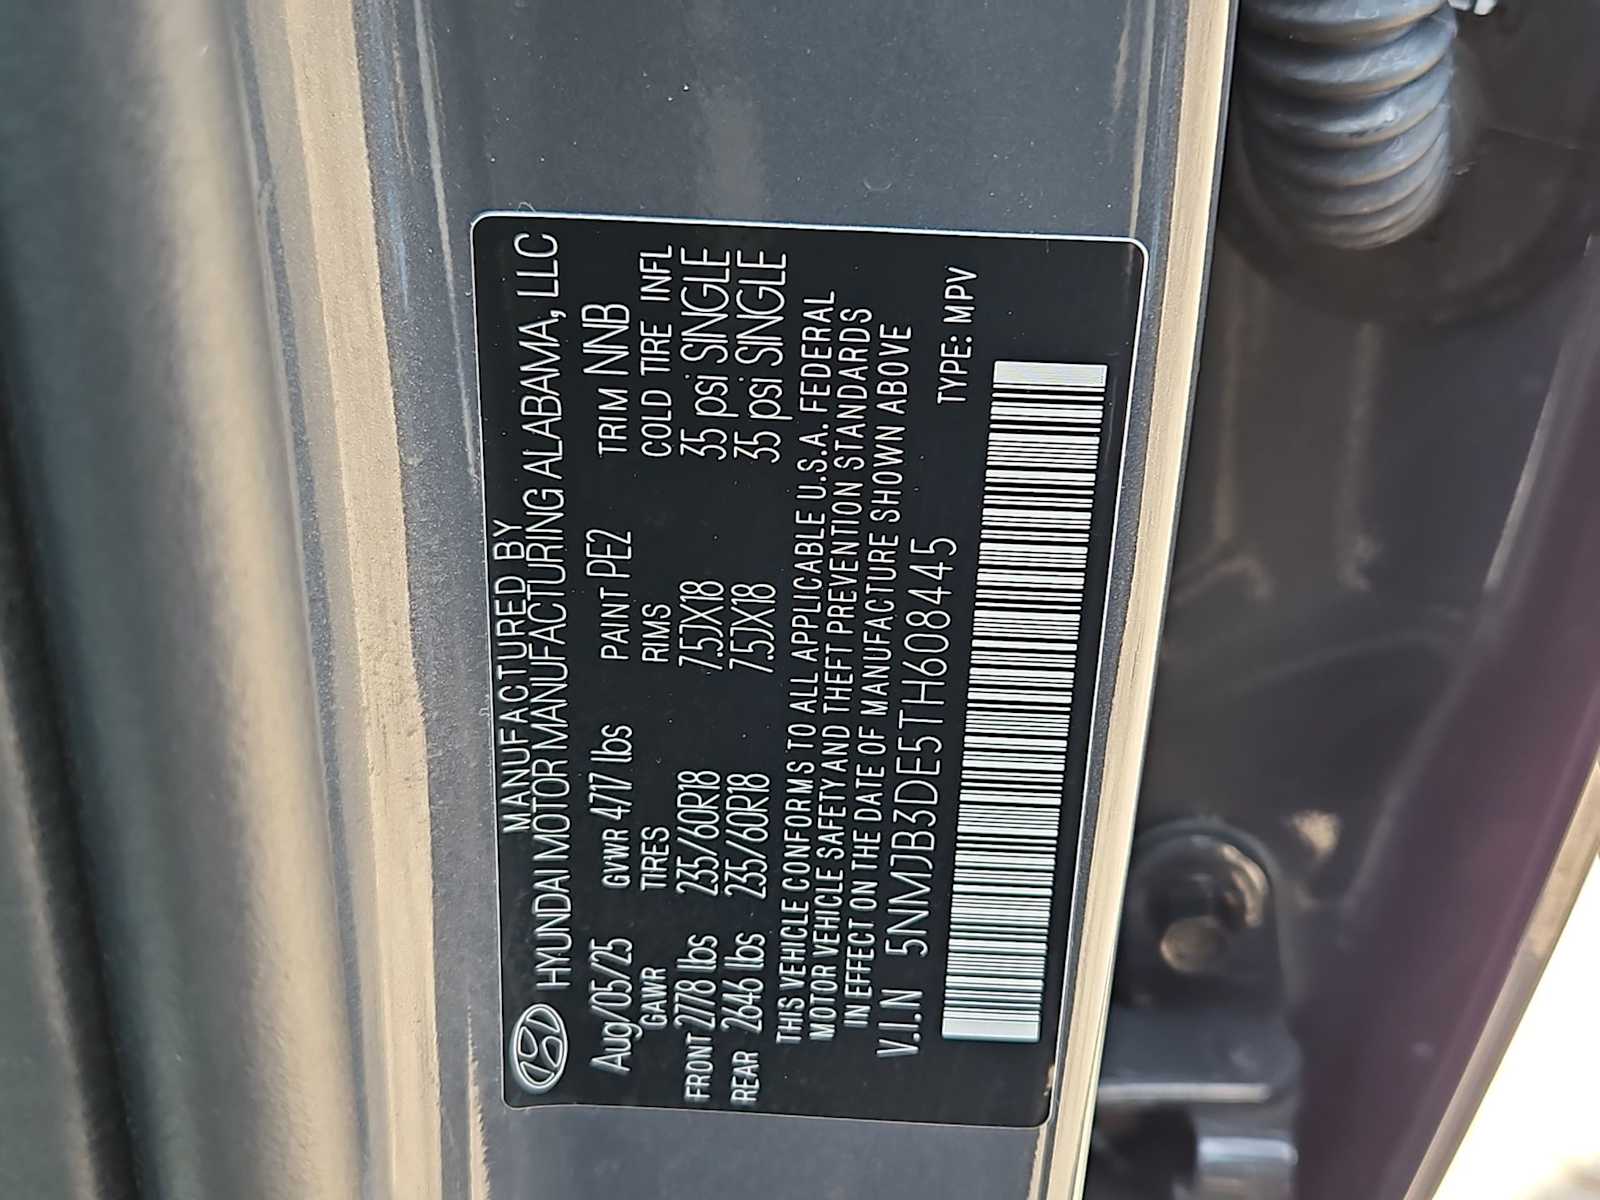 MANUFACTURED BY
HYUNDAI MOTOR MANUFACTURING ALABAMA, LLC
Aug/05/25 GVWR 4717 lbs PAINT PE2 TRIM NNB
GAWR TIRES RIMS COLD TIRE INFL
FRONT 2778 lbs 235/60R18 7.5JX18 35 psi SINGLE
REAR 2646 lbs 235/60R18 7.5JX18 35 psi SINGLE
THIS VEHICLE CONFORMS TO ALL APPLICABLE U.S.A. FEDERAL
MOTOR VEHICLE SAFETY AND THEFT PREVENTION STANDARDS
IN EFFECT ON THE DATE OF MANUFACTURE SHOWN ABOVE
V.I.N 5NMJB3DE5TH608445 TYPE: MPV